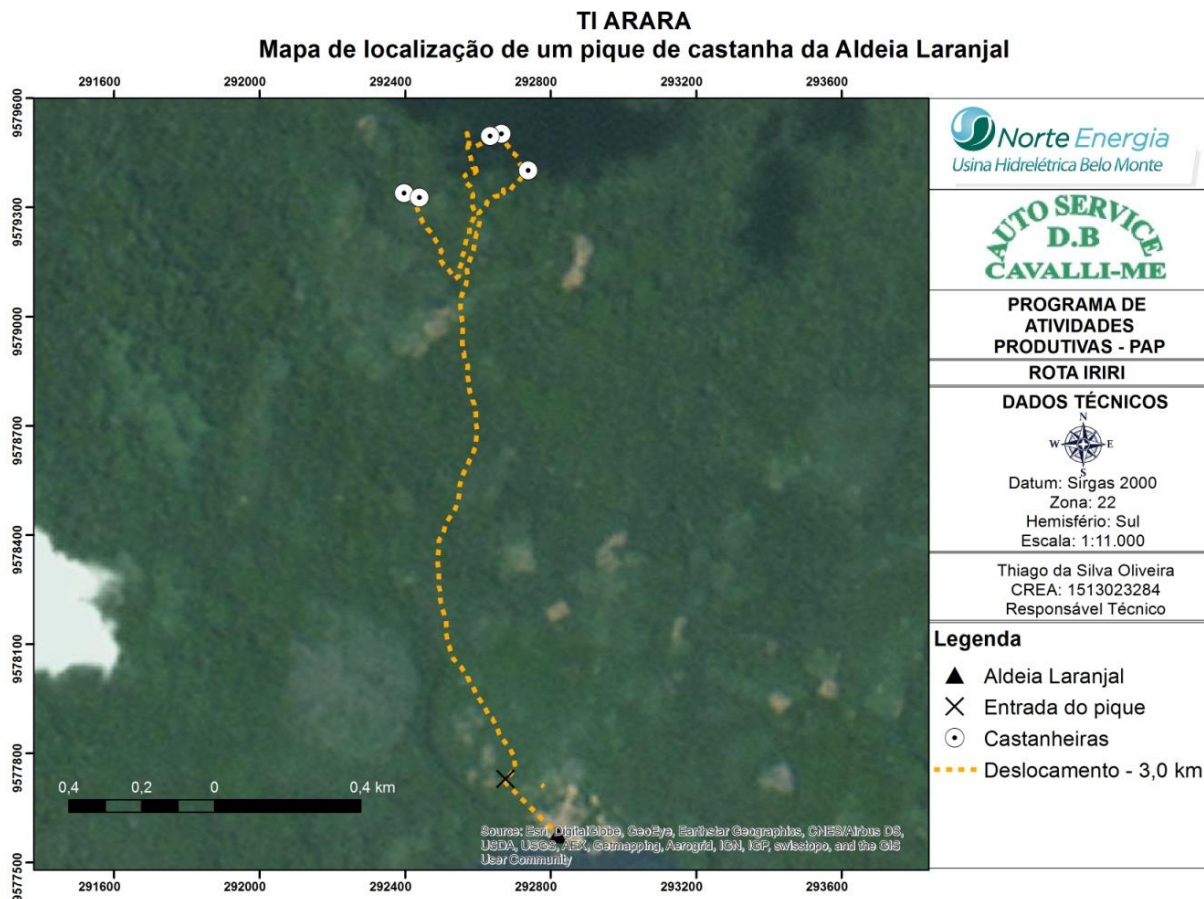 TI ARARA
Mapa de localização de um pique de castanha da Aldeia Laranjal
291600 292000 292400 292800 293200 293600
9579600
9579300
9579000
9578700
9578400
9578100
9577800
9577500
0,4 0,2 0 0,4 km
Source: Esri, DigitalGlobe, GeoEye, Earthstar Geographics, CNES/Airbus DS,
USDA, USGS, AEX, Getmapping, Aerogrid, IGN, IGP, swisstopo, and the GIS
User Community
291600 292000 292400 292800 293200 293600
Norte Energia
Usina Hidrelétrica Belo Monte
AUTO SERVICE
D.B
CAVALLI-ME
PROGRAMA DE
ATIVIDADES
PRODUTIVAS - PAP
ROTA IRIRI
DADOS TÉCNICOS
N
W E
S
Datum: Sirgas 2000
Zona: 22
Hemisfério: Sul
Escala: 1:11.000
Thiago da Silva Oliveira
CREA: 1513023284
Responsável Técnico
Legenda
Aldeia Laranjal
Entrada do pique
Castanheiras
Deslocamento - 3,0 km